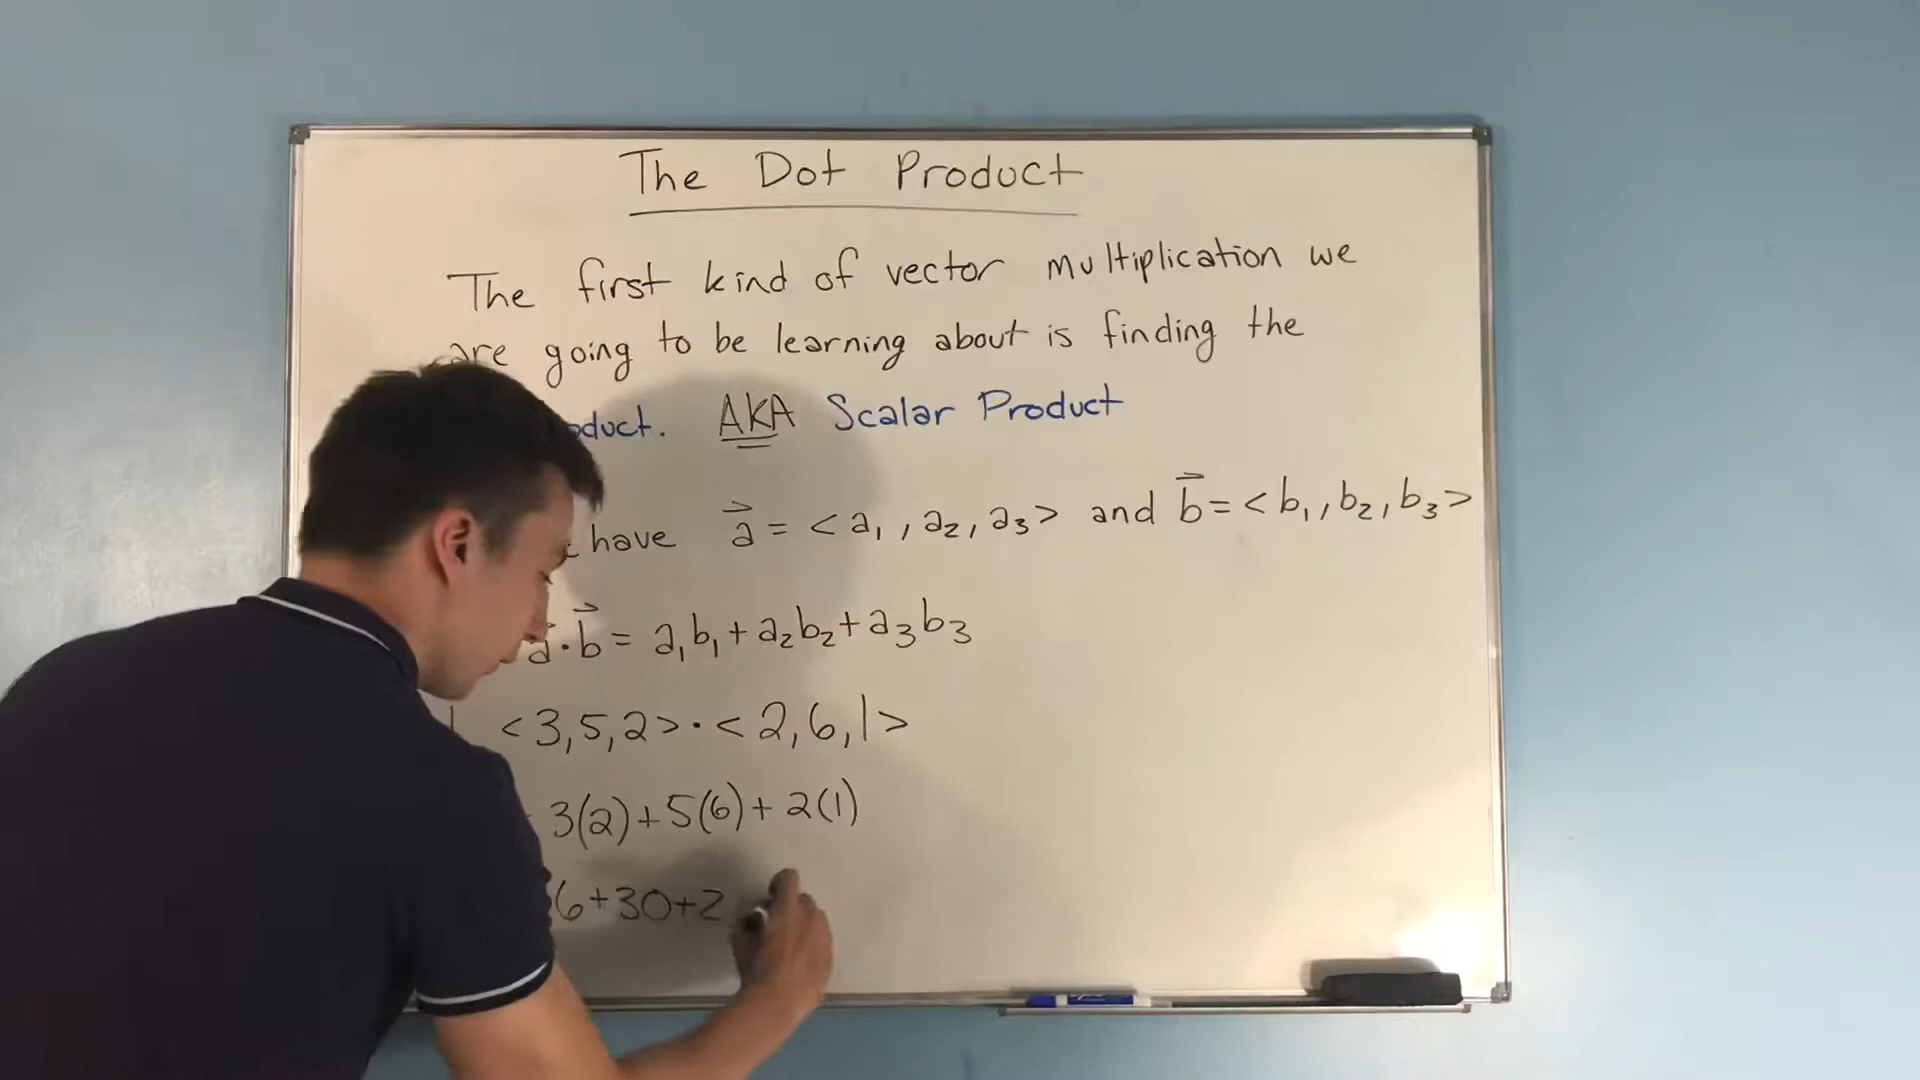 The Dot Product
The first kind of vector multiplication we
are going to be learning about is finding the
AKA Scalar Product
have a⃗ = <a₁, a₂, a₃> and b⃗ = <b₁, b₂, b₃>
a⃗·b⃗ = a₁b₁ + a₂b₂ + a₃b₃
<3,5,2>·<2,6,1>
3(2)+5(6)+2(1)
6+30+2